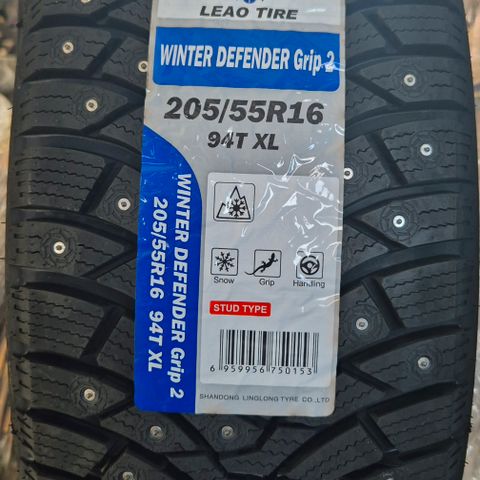 LEAO TIRE
WINTER DEFENDER Grip 2
205/55R16
94T XL
WINTER DEFENDER Grip 2
205/55R16 94T XL
Snow
Grip
Handling
STUD TYPE
6 959956 750153
SHANDONG LINGLONG TYRE CO.,LTD